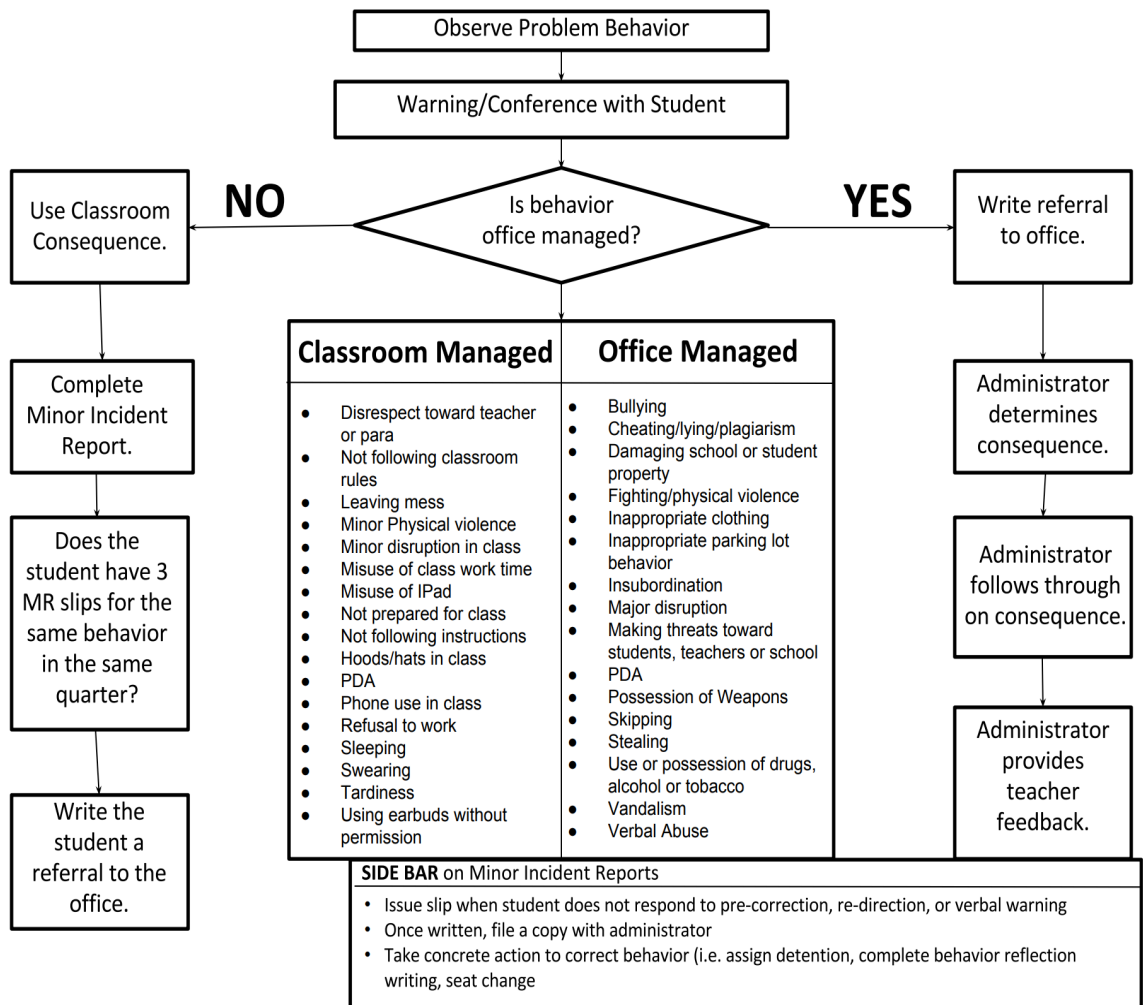 Observe Problem Behavior
Warning/Conference with Student
Is behavior
office managed?
NO
YES
Use Classroom
Consequence.
Complete
Minor Incident
Report.
Does the
student have 3
MR slips for the
same behavior
in the same
quarter?
Write the
student a
referral to the
office.
Classroom Managed
● Disrespect toward teacher
or para
● Not following classroom
rules
● Leaving mess
● Minor Physical violence
● Minor disruption in class
● Misuse of class work time
● Misuse of IPad
● Not prepared for class
● Not following instructions
● Hoods/hats in class
● PDA
● Phone use in class
● Refusal to work
● Sleeping
● Swearing
● Tardiness
● Using earbuds without
permission
Office Managed
● Bullying
● Cheating/lying/plagiarism
● Damaging school or student
property
● Fighting/physical violence
● Inappropriate clothing
● Inappropriate parking lot
behavior
● Insubordination
● Major disruption
● Making threats toward
students, teachers or school
● PDA
● Possession of Weapons
● Skipping
● Stealing
● Use or possession of drugs,
alcohol or tobacco
● Vandalism
● Verbal Abuse
Write referral
to office.
Administrator
determines
consequence.
Administrator
follows through
on consequence.
Administrator
provides
teacher
feedback.
SIDE BAR on Minor Incident Reports
• Issue slip when student does not respond to pre-correction, re-direction, or verbal warning
• Once written, file a copy with administrator
• Take concrete action to correct behavior (i.e. assign detention, complete behavior reflection
writing, seat change